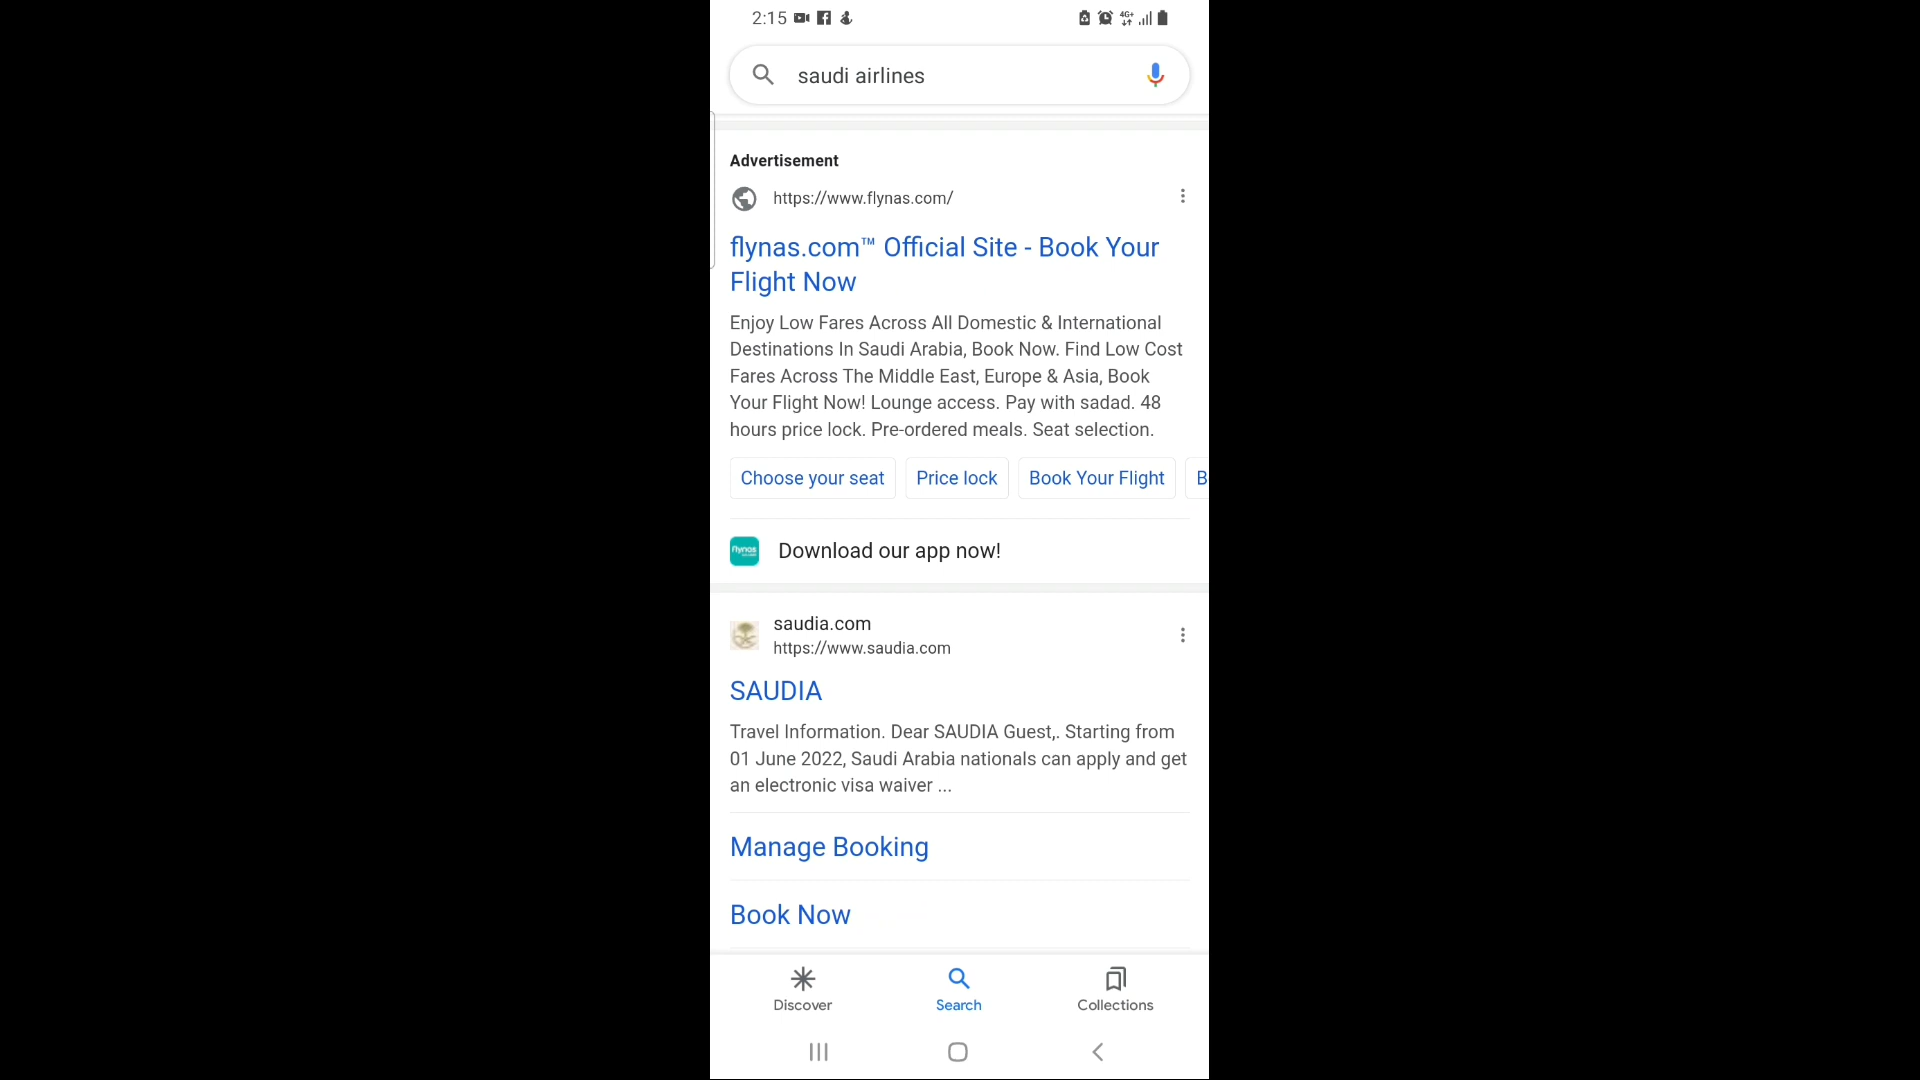 2:15
4G+
saudi airlines
Advertisement
https://www.flynas.com/
flynas.com™ Official Site - Book Your
Flight Now
Enjoy Low Fares Across All Domestic & International
Destinations In Saudi Arabia, Book Now. Find Low Cost
Fares Across The Middle East, Europe & Asia, Book
Your Flight Now! Lounge access. Pay with sadad. 48
hours price lock. Pre-ordered meals. Seat selection.
Choose your seat Price lock Book Your Flight B
flynas Download our app now!
saudia.com
https://www.saudia.com
SAUDIA
Travel Information. Dear SAUDIA Guest,. Starting from
01 June 2022, Saudi Arabia nationals can apply and get
an electronic visa waiver ...
Manage Booking
Book Now
Discover Search Collections